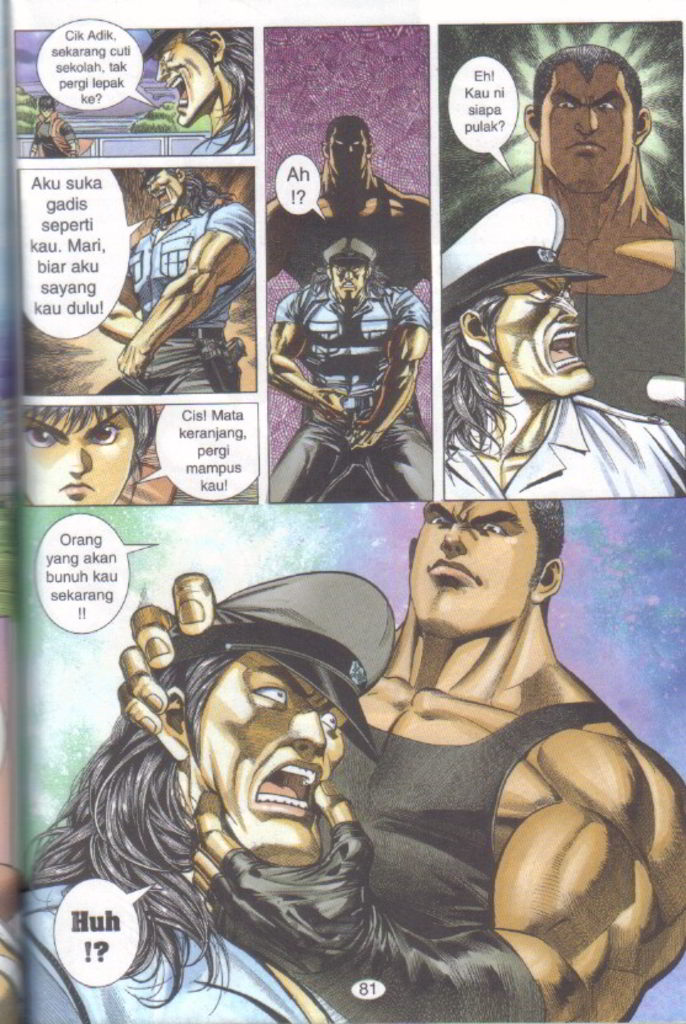 Cik Adik,
sekarang cuti
sekolah, tak
pergi lepak
ke?
Aku suka
gadis
seperti
kau. Mari,
biar aku
sayang
kau dulu!
Cis! Mata
keranjang,
pergi
mampus
kau!
Ah
!?
Eh!
Kau ni
siapa
pulak?
Orang
yang akan
bunuh kau
sekarang
!!
Huh
!?
81